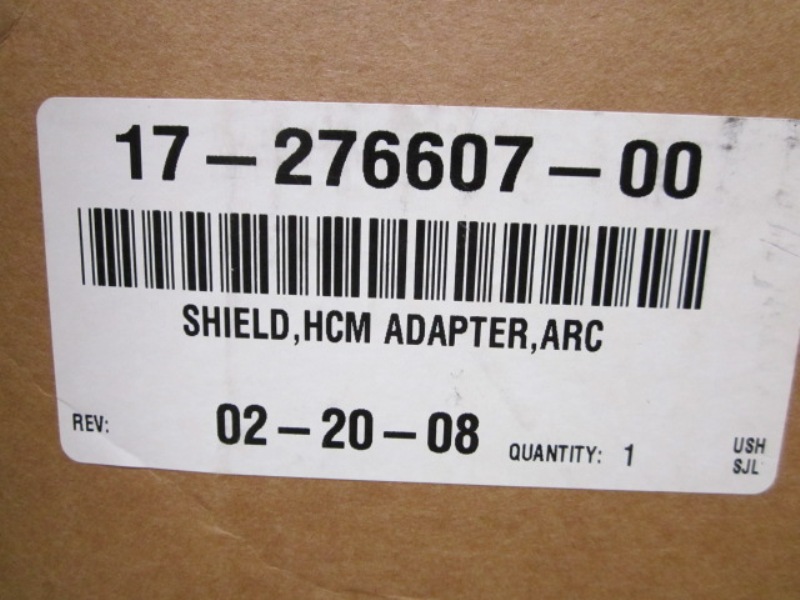 17-276607-00
SHIELD,HCM ADAPTER,ARC
REV: 02-20-08 QUANTITY: 1 USH
SJL